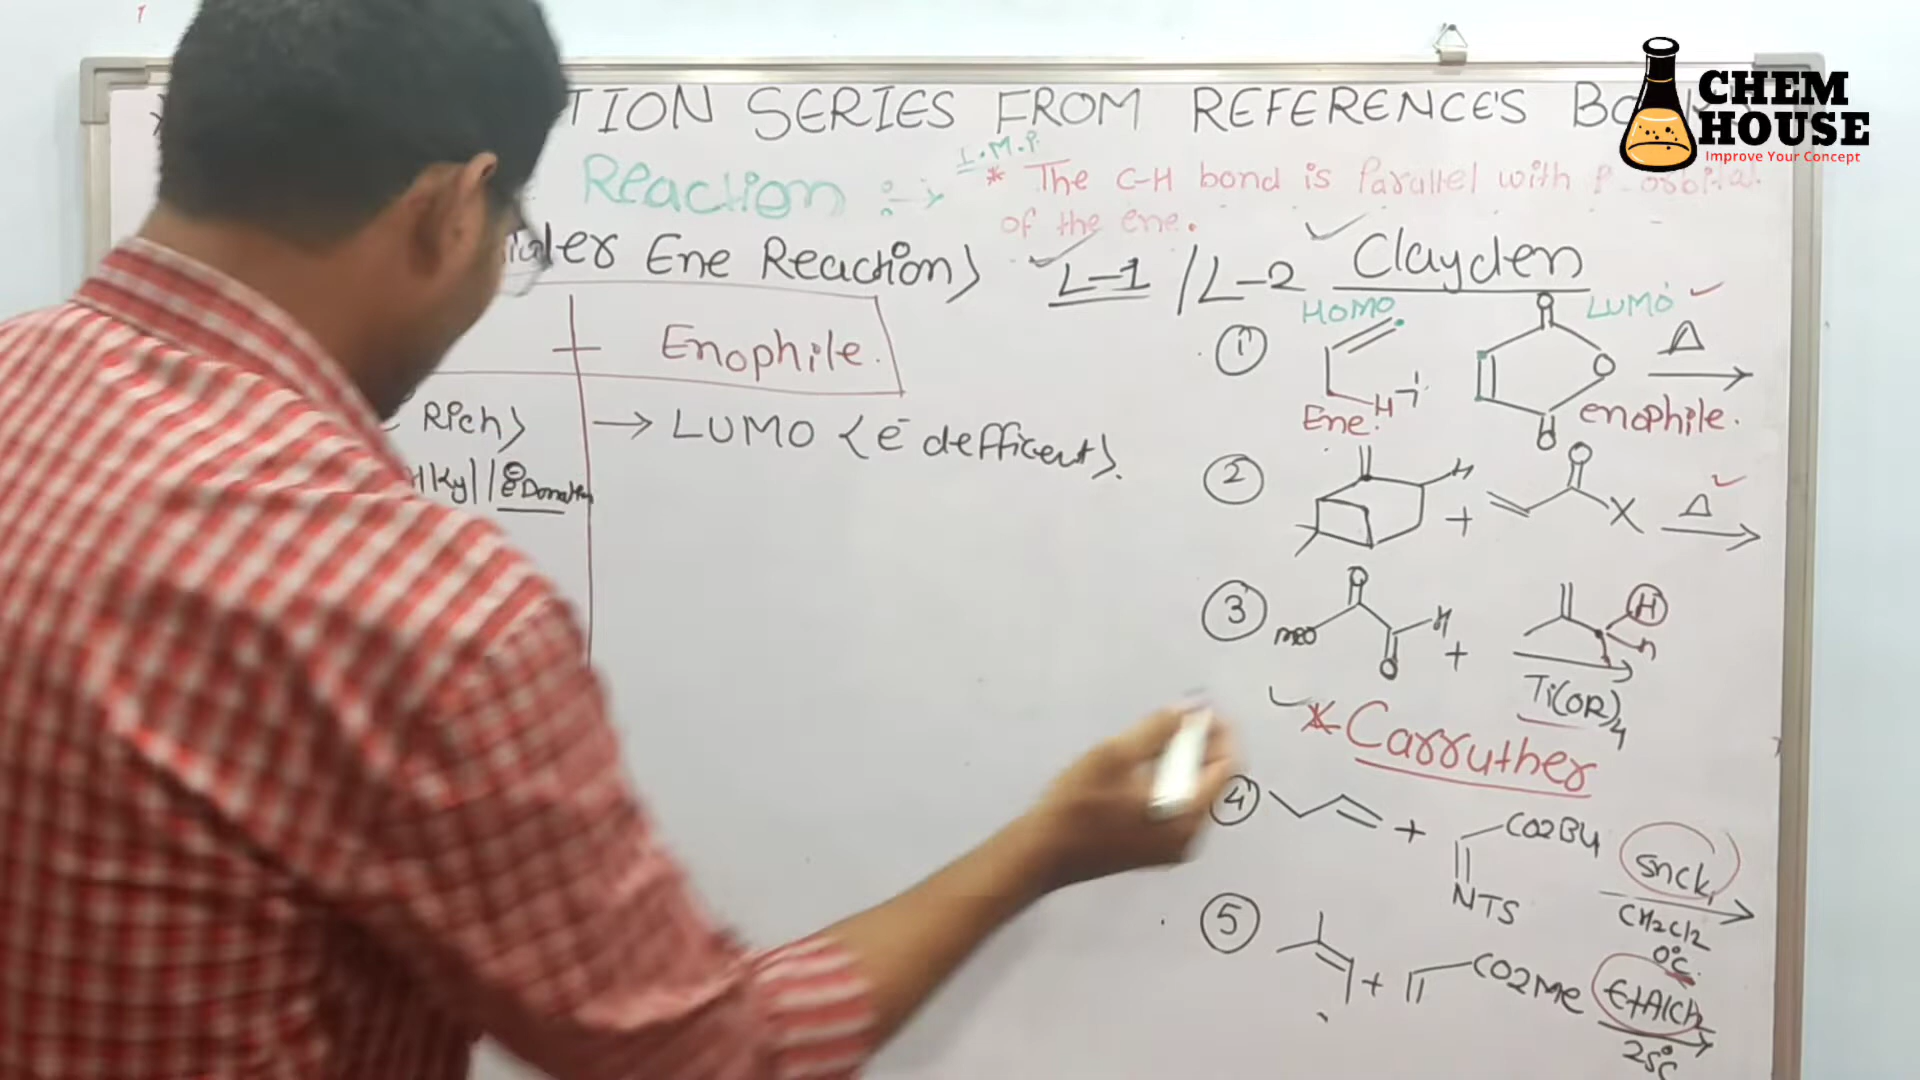 TION SERIES FROM REFERENCE'S
CHEM
HOUSE
Improve Your Concept
Reaction :->
I.M.P.
* The C-H bond is Parallel with P-orbital
of the ene.
Ene Reaction) L-1 / L-2 Clayden
+ Enophile.
Rich> → LUMO <e- defficent>.
e Donating
① HOMO LUMO Δ
H O
Ene. enophile.
② H + O X Δ
③ MeO O H O + H H
Ti(OR)4
* Carruther
④ + CO2Bu SnCl4
NTS CH2Cl2
0°C
⑤ + CO2Me EtAlCl2
25°C